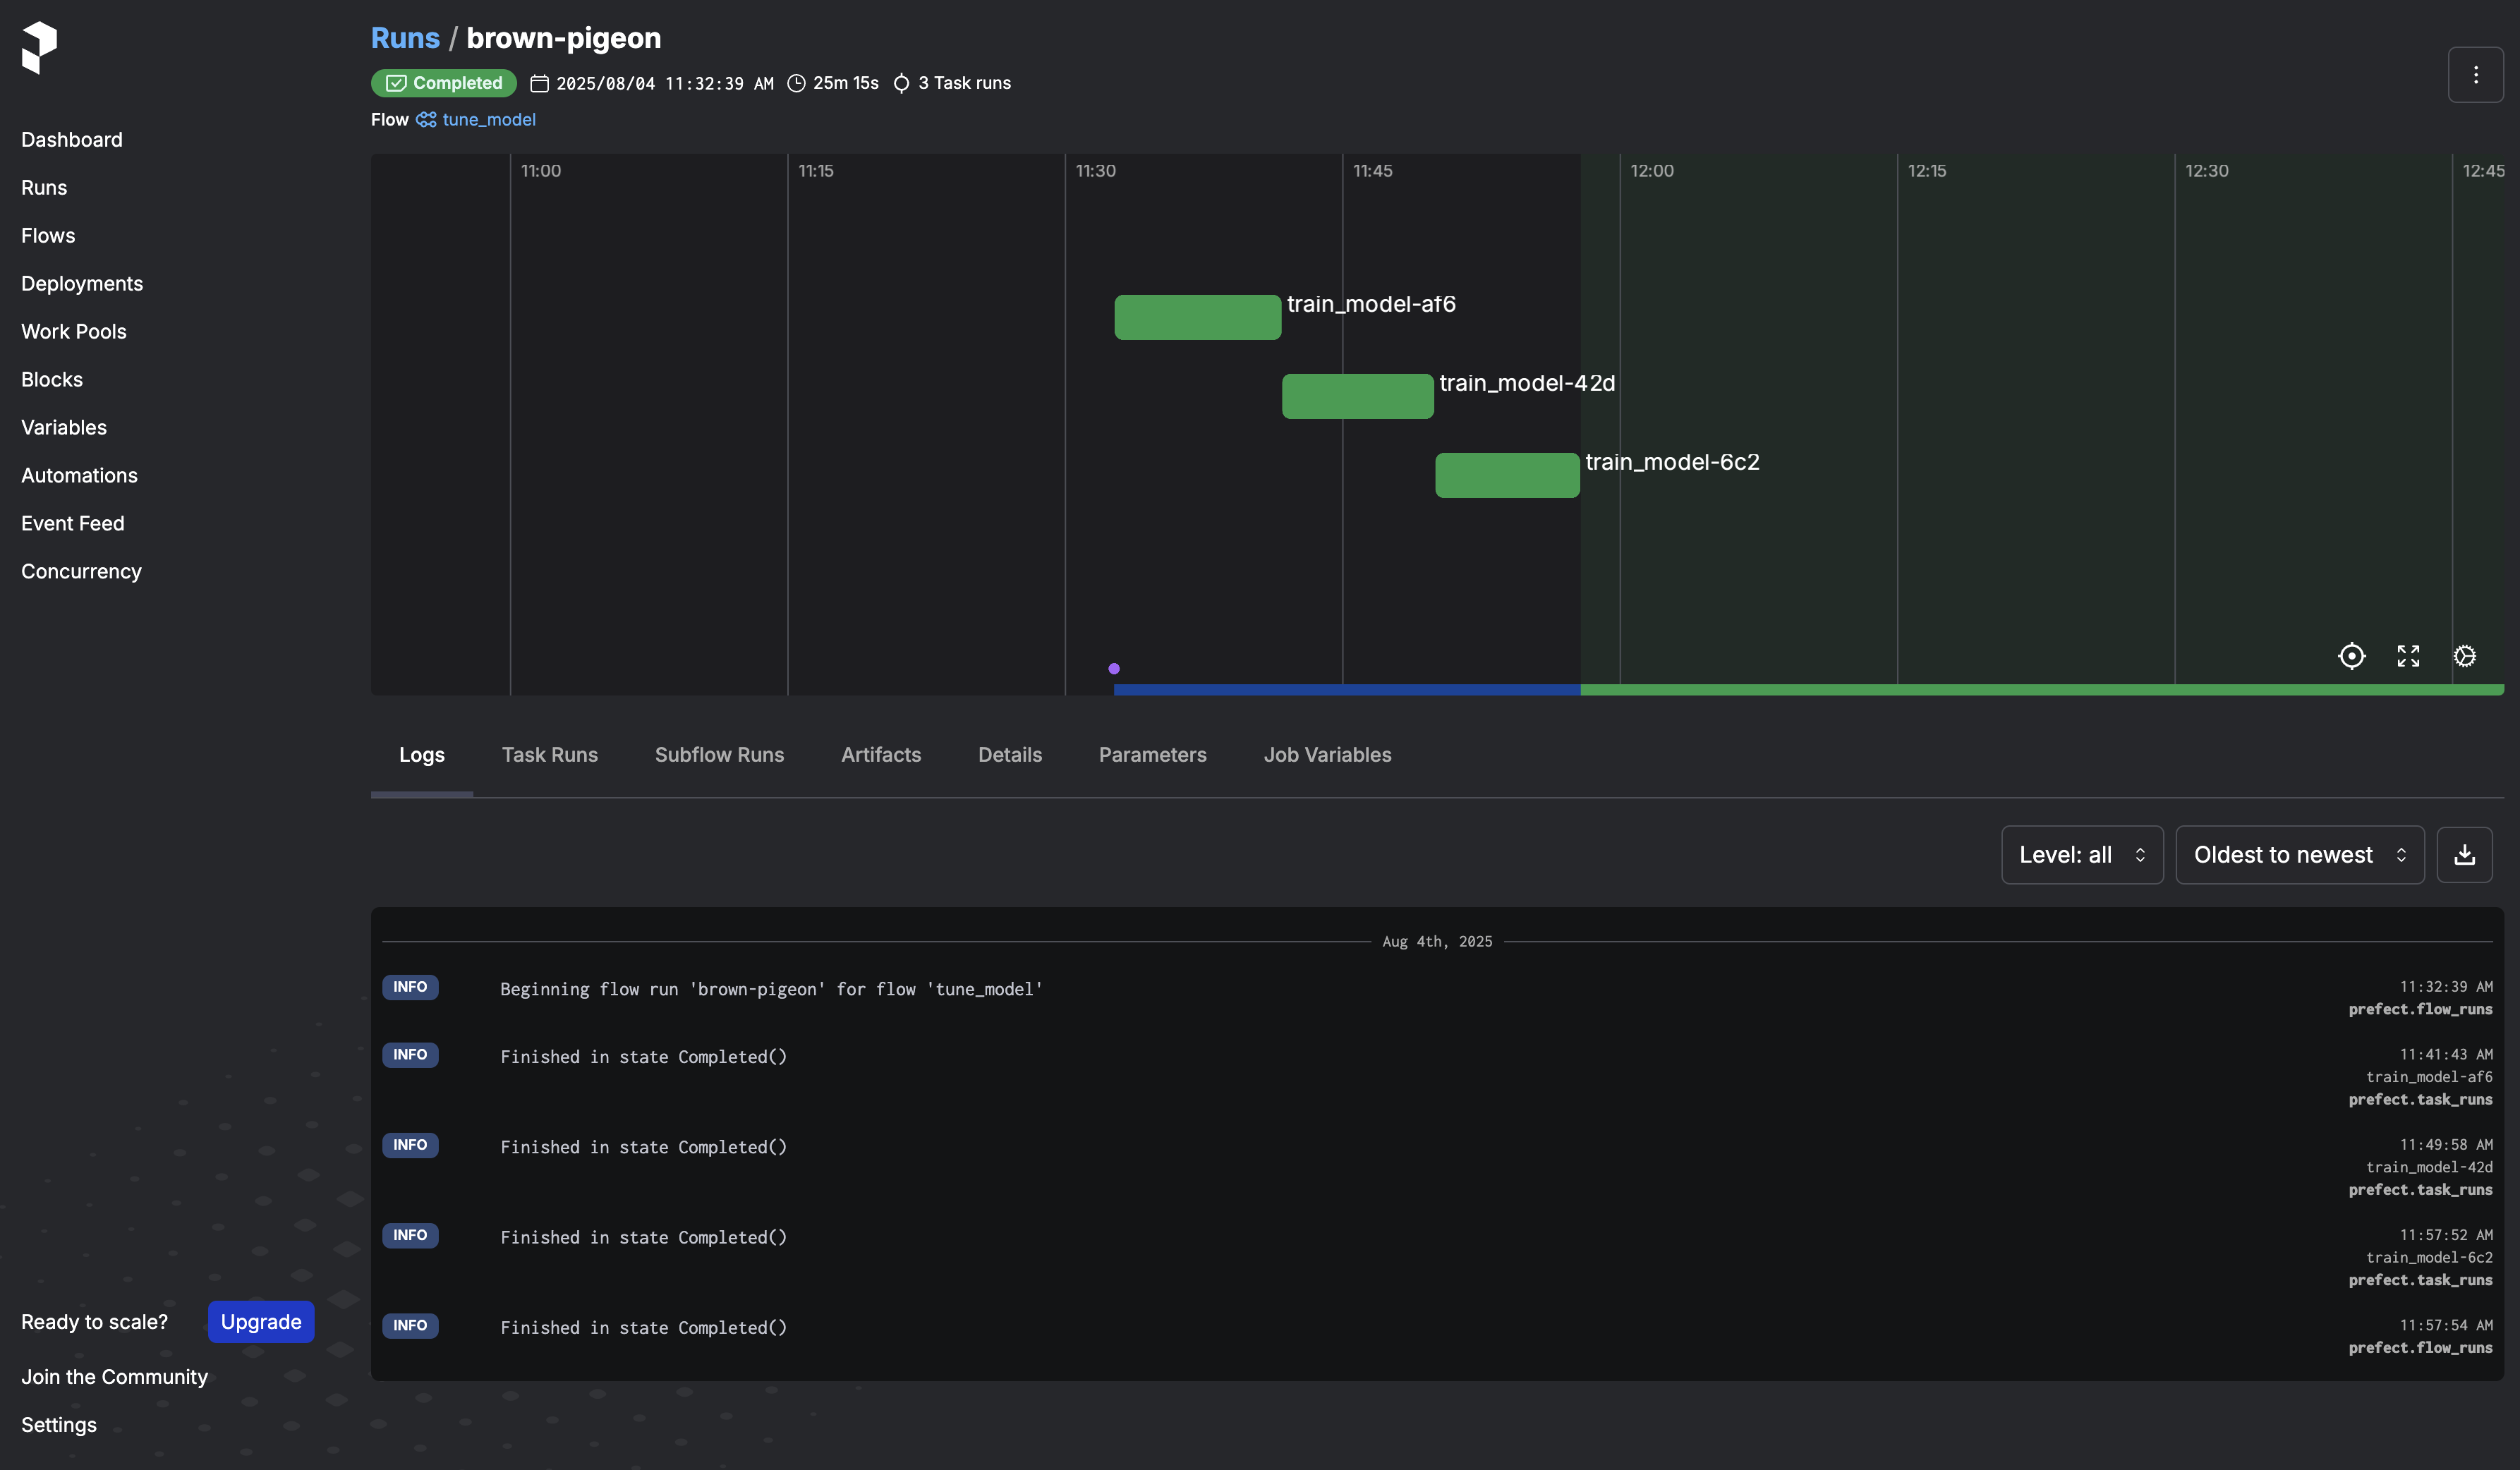 Runs / brown-pigeon
Completed 2025/08/04 11:32:39 AM 25m 15s 3 Task runs
Flow tune_model
Dashboard
Runs
Flows
Deployments
Work Pools
Blocks
Variables
Automations
Event Feed
Concurrency
Ready to scale? Upgrade
Join the Community
Settings
11:00 11:15 11:30 11:45 12:00 12:15 12:30 12:45
train_model-af6
train_model-42d
train_model-6c2
Logs Task Runs Subflow Runs Artifacts Details Parameters Job Variables
Level: all Oldest to newest
Aug 4th, 2025
INFO Beginning flow run 'brown-pigeon' for flow 'tune_model' 11:32:39 AM
prefect.flow_runs
INFO Finished in state Completed() 11:41:43 AM
train_model-af6
prefect.task_runs
INFO Finished in state Completed() 11:49:58 AM
train_model-42d
prefect.task_runs
INFO Finished in state Completed() 11:57:52 AM
train_model-6c2
prefect.task_runs
INFO Finished in state Completed() 11:57:54 AM
prefect.flow_runs